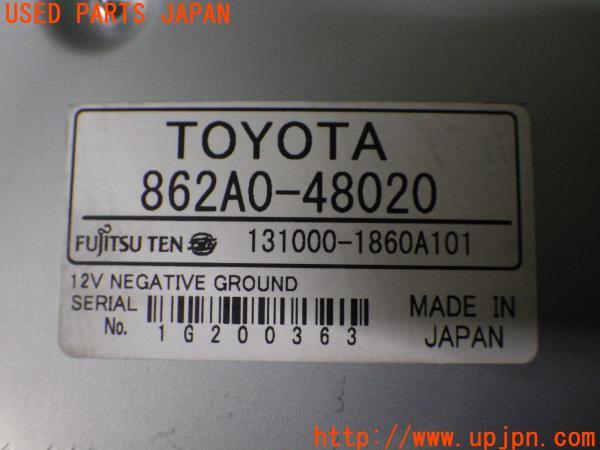 USED PARTS JAPAN
TOYOTA
862A0-48020
FUJITSU TEN 131000-1860A101
12V NEGATIVE GROUND
SERIAL No. 1G200363
MADE IN JAPAN
http://www.upjpn.com